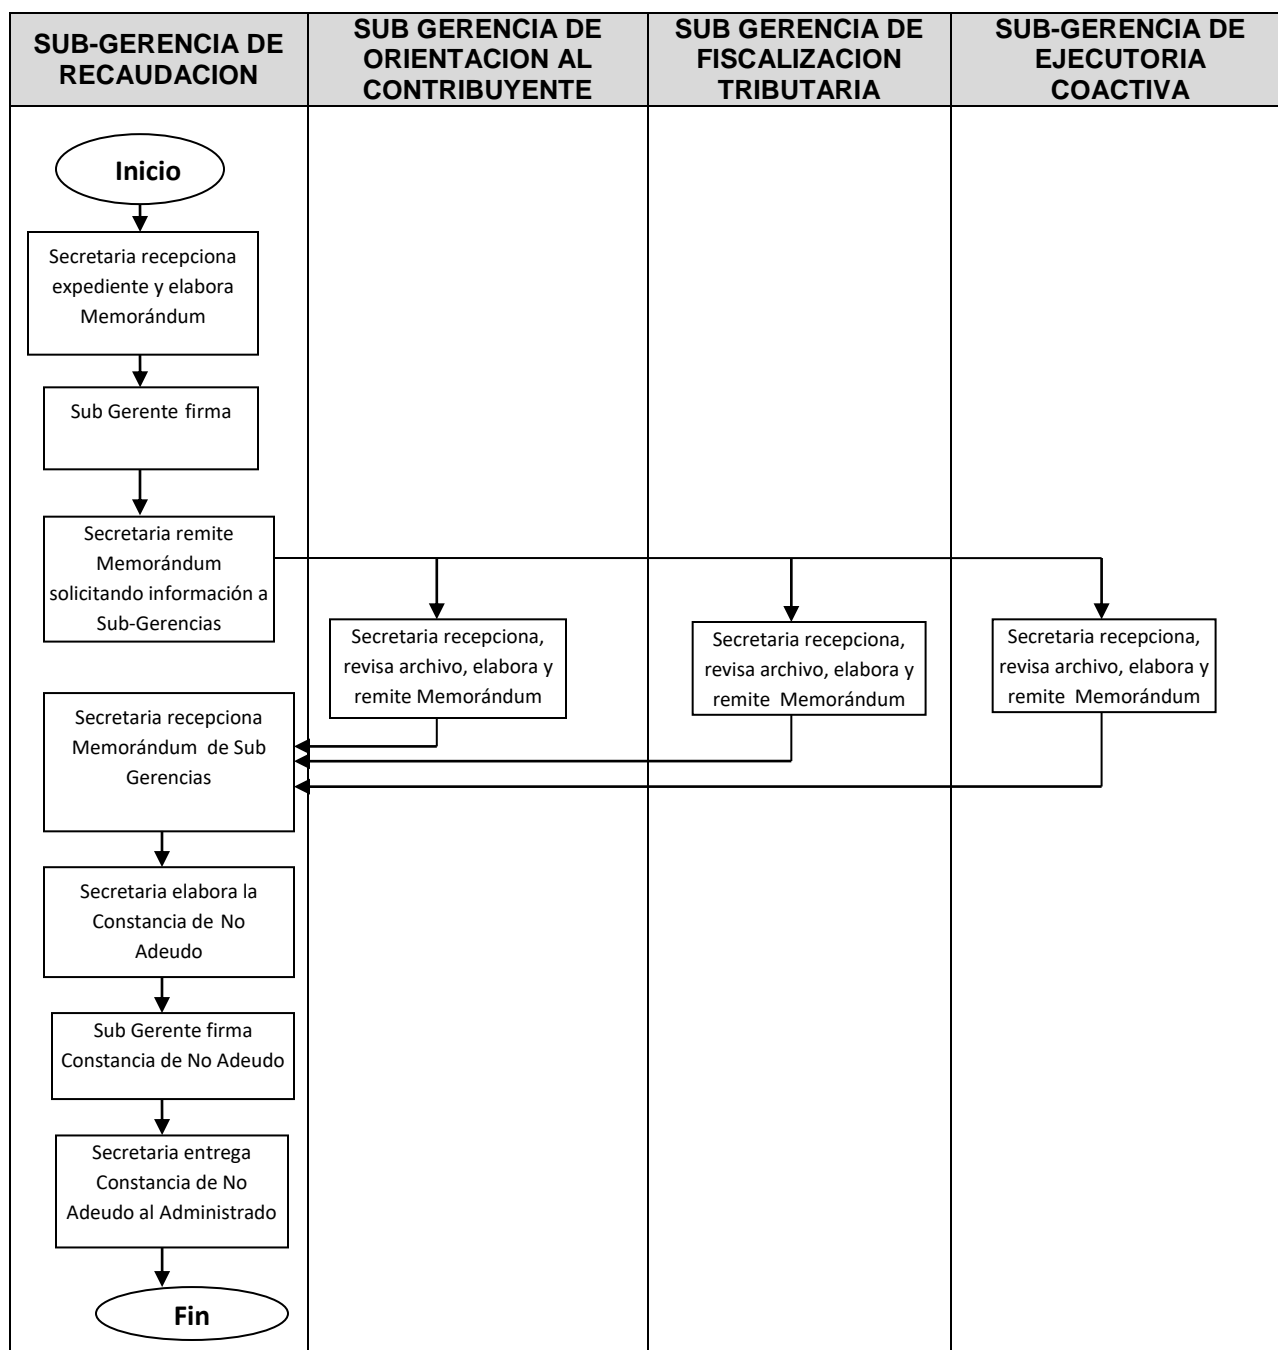 SUB-GERENCIA DE
RECAUDACION
SUB GERENCIA DE
ORIENTACION AL
CONTRIBUYENTE
SUB GERENCIA DE
FISCALIZACION
TRIBUTARIA
SUB-GERENCIA DE
EJECUTORIA
COACTIVA
Inicio
Secretaria recepciona
expediente y elabora
Memorándum
Sub Gerente firma
Secretaria remite
Memorándum
solicitando información a
Sub-Gerencias
Secretaria recepciona,
revisa archivo, elabora y
remite Memorándum
Secretaria recepciona,
revisa archivo, elabora y
remite Memorándum
Secretaria recepciona,
revisa archivo, elabora y
remite Memorándum
Secretaria recepciona
Memorándum de Sub
Gerencias
Secretaria elabora la
Constancia de No
Adeudo
Sub Gerente firma
Constancia de No Adeudo
Secretaria entrega
Constancia de No
Adeudo al Administrado
Fin